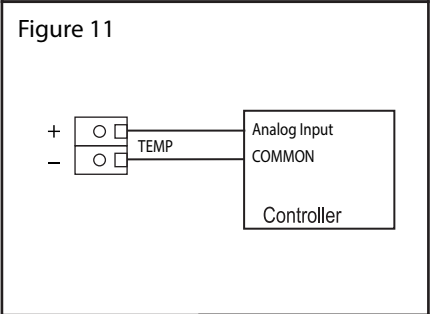 Figure 11
+
Analog Input
TEMP
–
COMMON
Controller